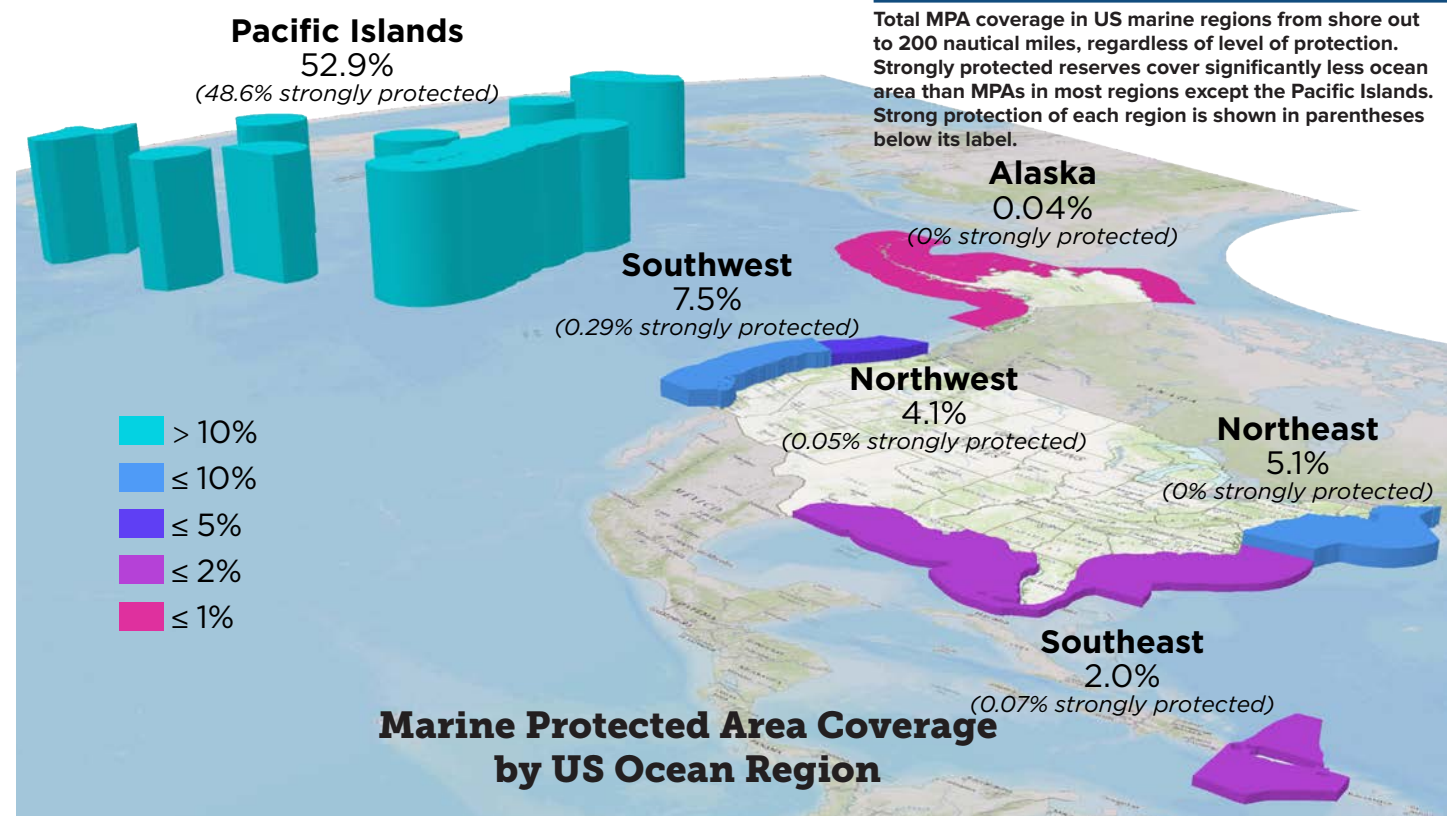 Pacific Islands
52.9%
(48.6% strongly protected)
Total MPA coverage in US marine regions from shore out
to 200 nautical miles, regardless of level of protection.
Strongly protected reserves cover significantly less ocean
area than MPAs in most regions except the Pacific Islands.
Strong protection of each region is shown in parentheses
below its label.
Alaska
0.04%
(0% strongly protected)
Southwest
7.5%
(0.29% strongly protected)
Northwest
4.1%
(0.05% strongly protected)
Northeast
5.1%
(0% strongly protected)
> 10%
≤ 10%
≤ 5%
≤ 2%
≤ 1%
CANADA
MEXICO
Southeast
2.0%
(0.07% strongly protected)
Marine Protected Area Coverage
by US Ocean Region